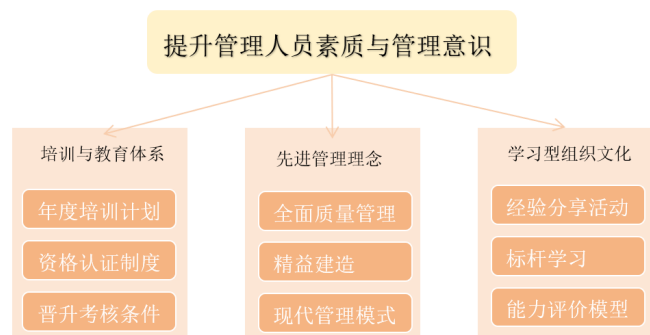 提升管理人员素质与管理意识
培训与教育体系
年度培训计划
资格认证制度
晋升考核条件
先进管理理念
全面质量管理
精益建造
现代管理模式
学习型组织文化
经验分享活动
标杆学习
能力评价模型